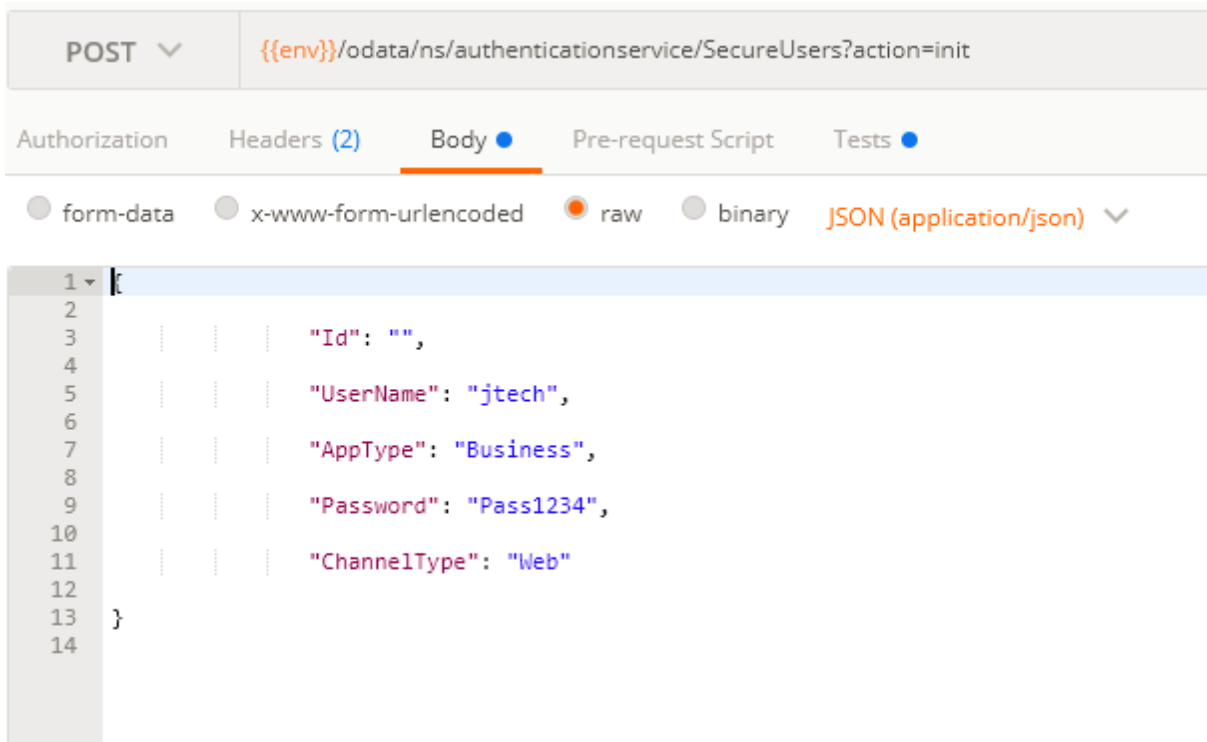 POST {{env}}/odata/ns/authenticationservice/SecureUsers?action=init
Authorization Headers (2) Body Pre-request Script Tests
form-data x-www-form-urlencoded raw binary JSON (application/json)
1 {
2
3 "Id": "",
4
5 "UserName": "jtech",
6
7 "AppType": "Business",
8
9 "Password": "Pass1234",
10
11 "ChannelType": "Web"
12
13 }
14